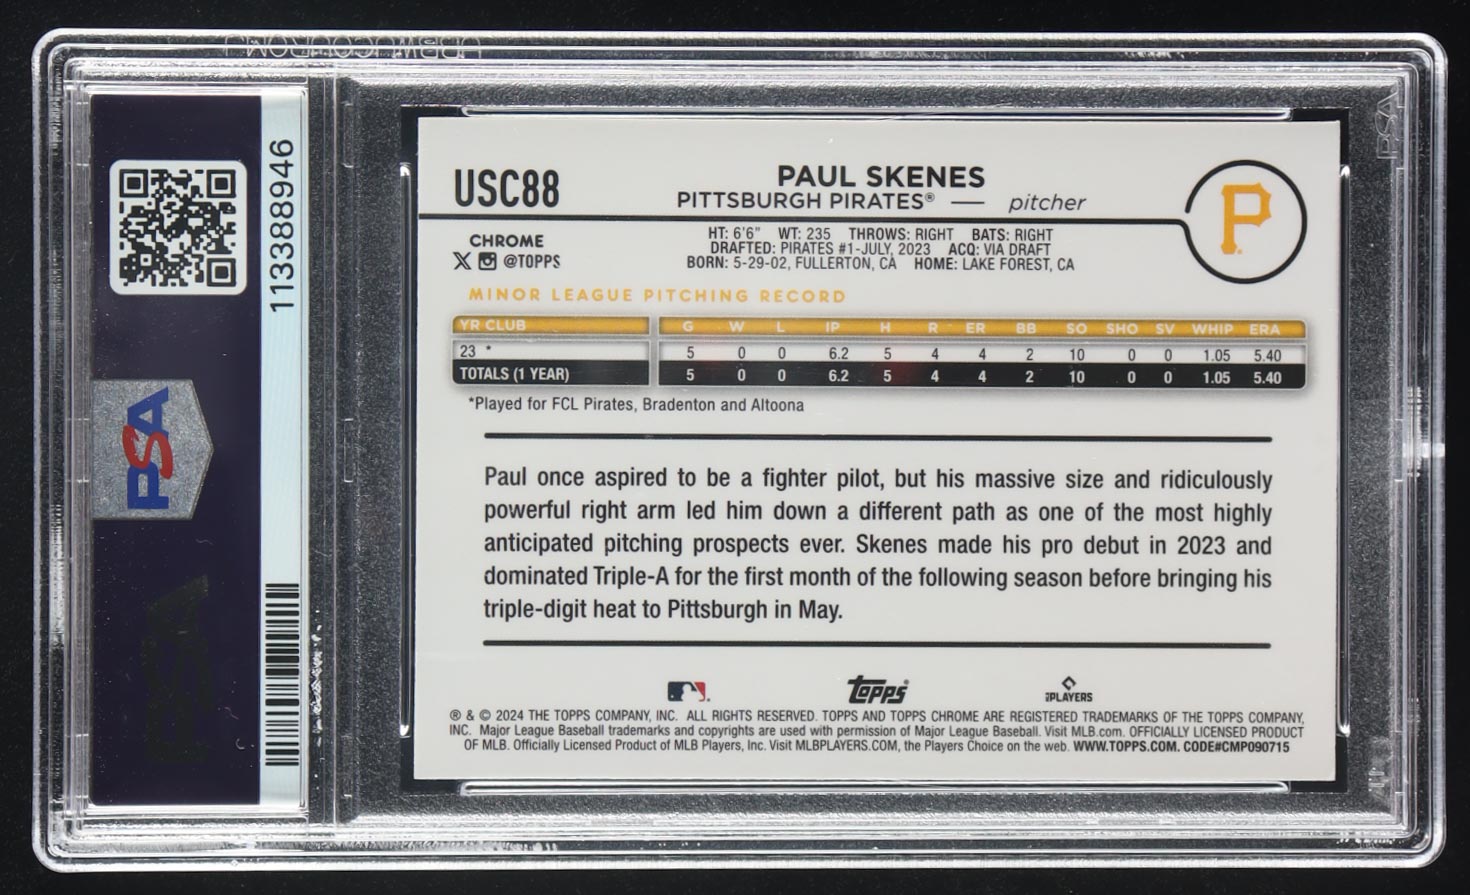 113388946
PSA
PSA
USC88
PAUL SKENES
PITTSBURGH PIRATES® — pitcher
P
CHROME
@TOPPS
HT: 6'6" WT: 235 THROWS: RIGHT BATS: RIGHT
DRAFTED: PIRATES #1-JULY, 2023 ACQ: VIA DRAFT
BORN: 5-29-02, FULLERTON, CA HOME: LAKE FOREST, CA
MINOR LEAGUE PITCHING RECORD
YR CLUB G W L IP H R ER BB SO SHO SV WHIP ERA
23 * 5 0 0 6.2 5 4 4 2 10 0 0 1.05 5.40
TOTALS (1 YEAR) 5 0 0 6.2 5 4 4 2 10 0 0 1.05 5.40
*Played for FCL Pirates, Bradenton and Altoona
Paul once aspired to be a fighter pilot, but his massive size and ridiculously
powerful right arm led him down a different path as one of the most highly
anticipated pitching prospects ever. Skenes made his pro debut in 2023 and
dominated Triple-A for the first month of the following season before bringing his
triple-digit heat to Pittsburgh in May.
TOPPS®
PLAYERS
® & © 2024 THE TOPPS COMPANY, INC. ALL RIGHTS RESERVED. TOPPS AND TOPPS CHROME ARE REGISTERED TRADEMARKS OF THE TOPPS COMPANY,
INC. Major League Baseball trademarks and copyrights are used with permission of Major League Baseball. Visit MLB.com. OFFICIALLY LICENSED PRODUCT
OF MLB. Officially Licensed Product of MLB Players, Inc. Visit MLBPLAYERS.COM, the Players Choice on the web. WWW.TOPPS.COM. CODE#CMP090715
PSA